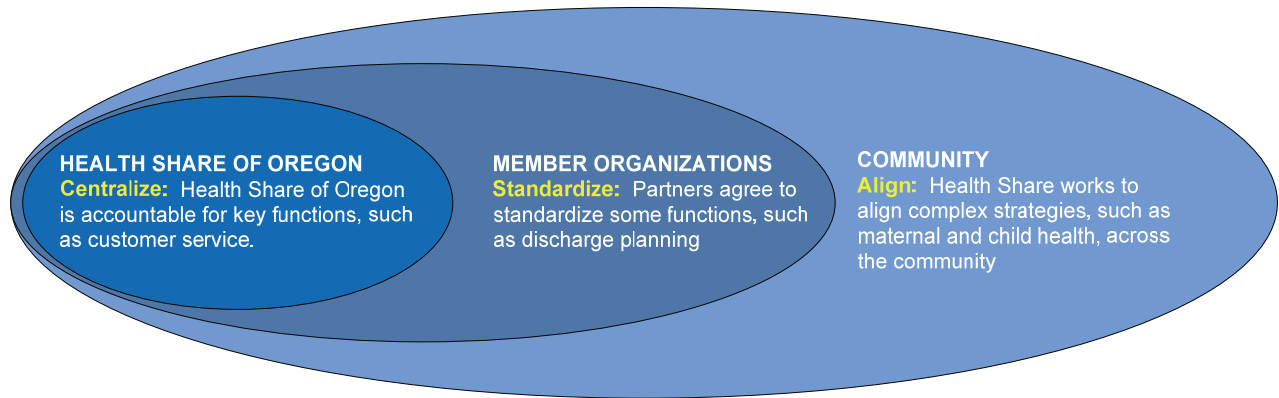 HEALTH SHARE OF OREGON
Centralize: Health Share of Oregon
is accountable for key functions, such
as customer service.
MEMBER ORGANIZATIONS
Standardize: Partners agree to
standardize some functions, such
as discharge planning
COMMUNITY
Align: Health Share works to
align complex strategies, such as
maternal and child health, across
the community